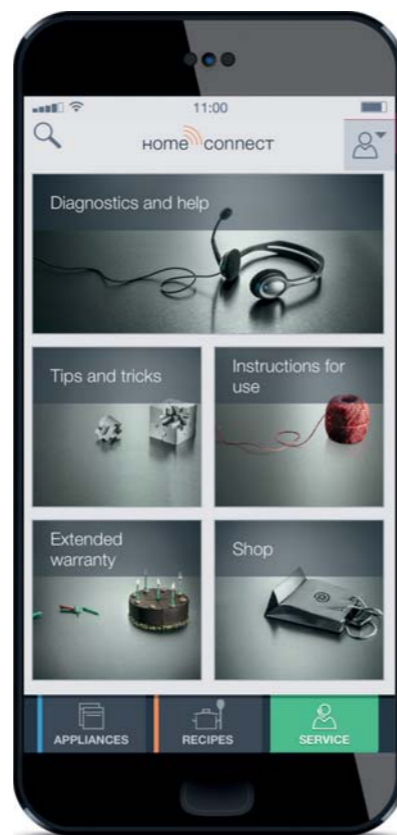 11:00
Home connect
Diagnostics and help
Tips and tricks
Instructions for
use
Extended
warranty
Shop
APPLIANCES
RECIPES
SERVICE